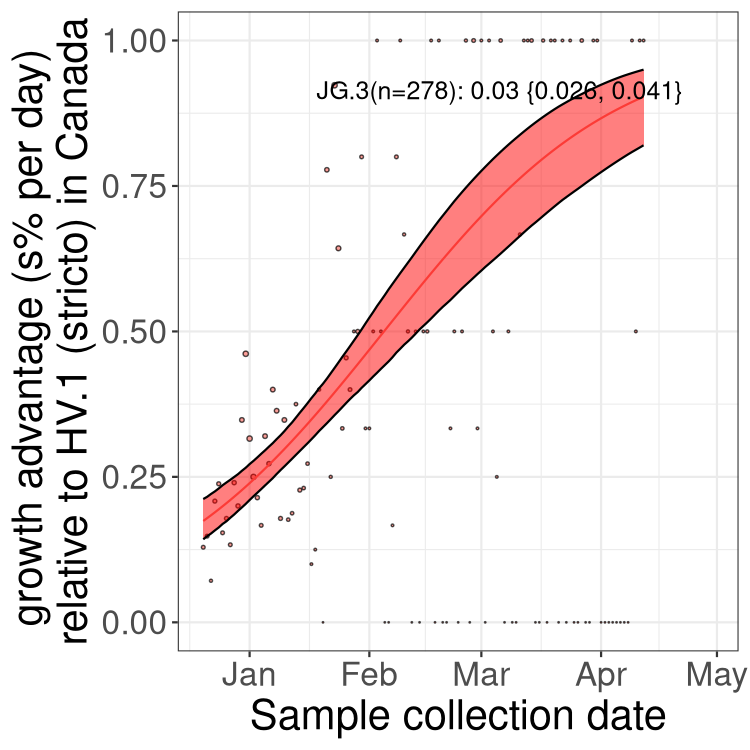 growth advantage (s% per day)
relative to HV.1 (stricto) in Canada
1.00
0.75
0.50
0.25
0.00
JG.3(n=278): 0.03 {0.026, 0.041}
Jan Feb Mar Apr May
Sample collection date